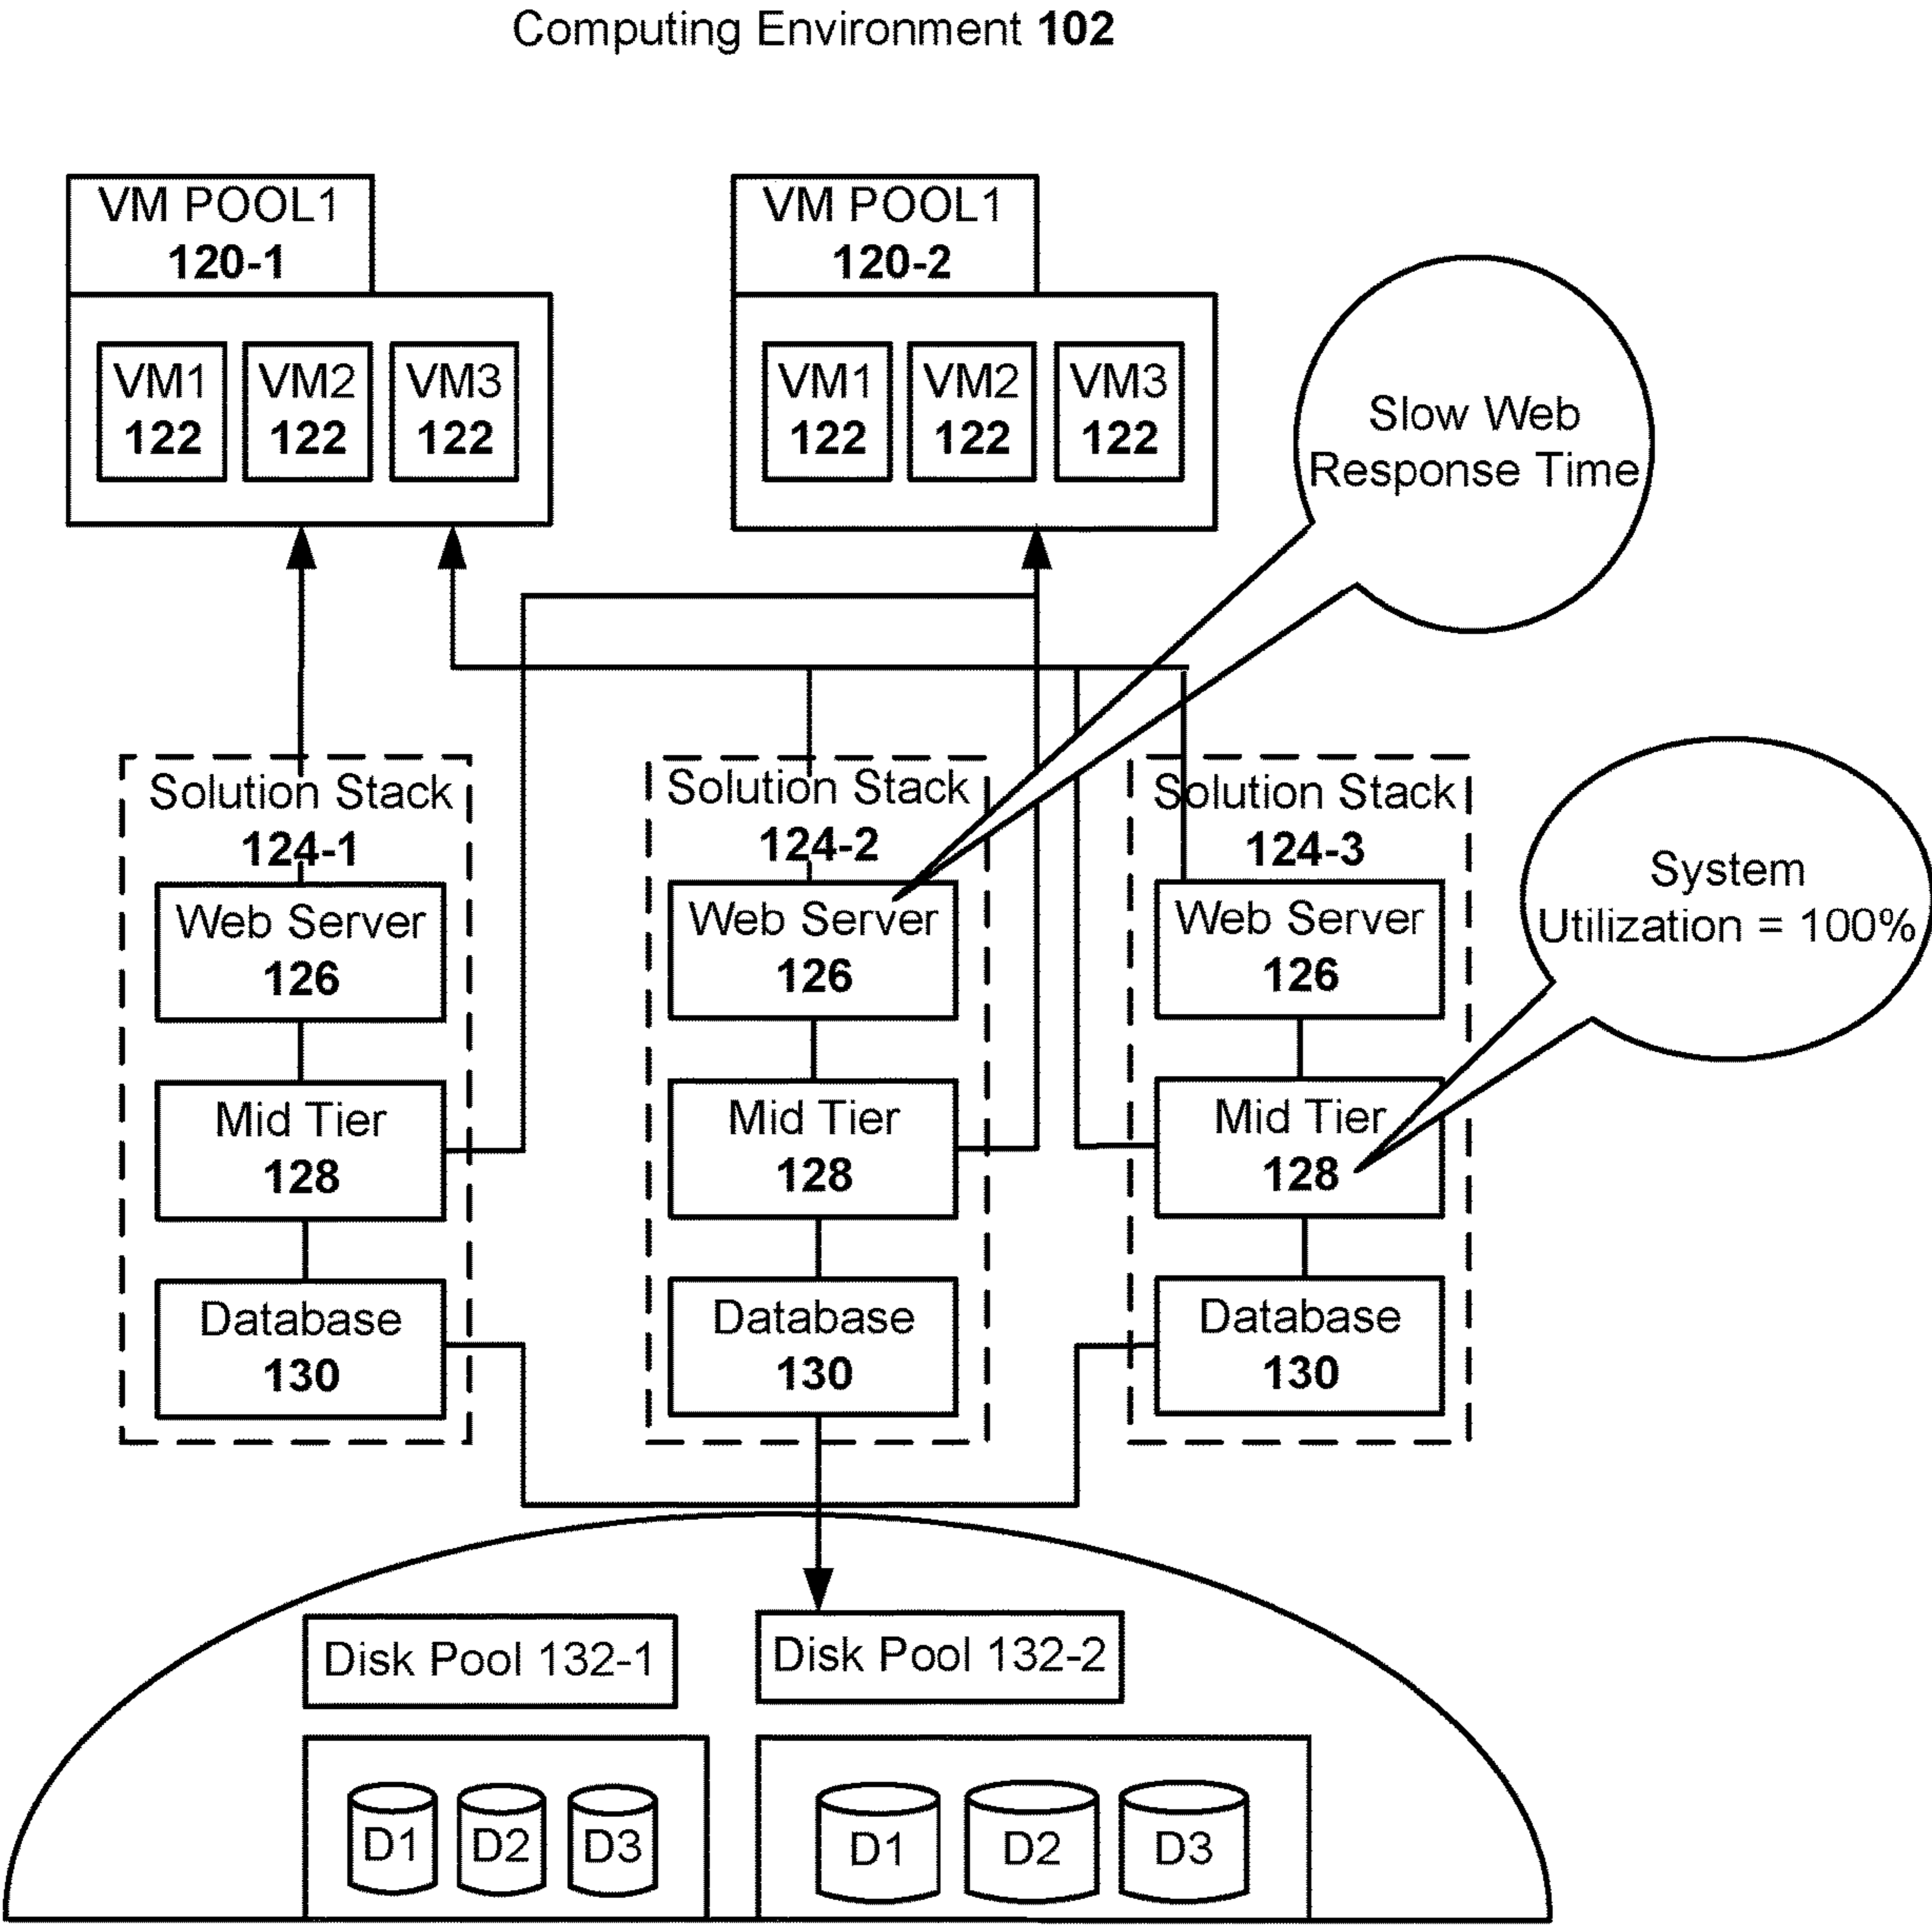 Computing Environment 102
VM POOL1
120-1
VM1
122
VM2
122
VM3
122
VM POOL1
120-2
VM1
122
VM2
122
VM3
122
Slow Web
Response Time
Solution Stack
124-1
Web Server
126
Mid Tier
128
Database
130
Solution Stack
124-2
Web Server
126
Mid Tier
128
Database
130
Solution Stack
124-3
Web Server
126
Mid Tier
128
Database
130
System
Utilization = 100%
Disk Pool 132-1
D1
D2
D3
Disk Pool 132-2
D1
D2
D3